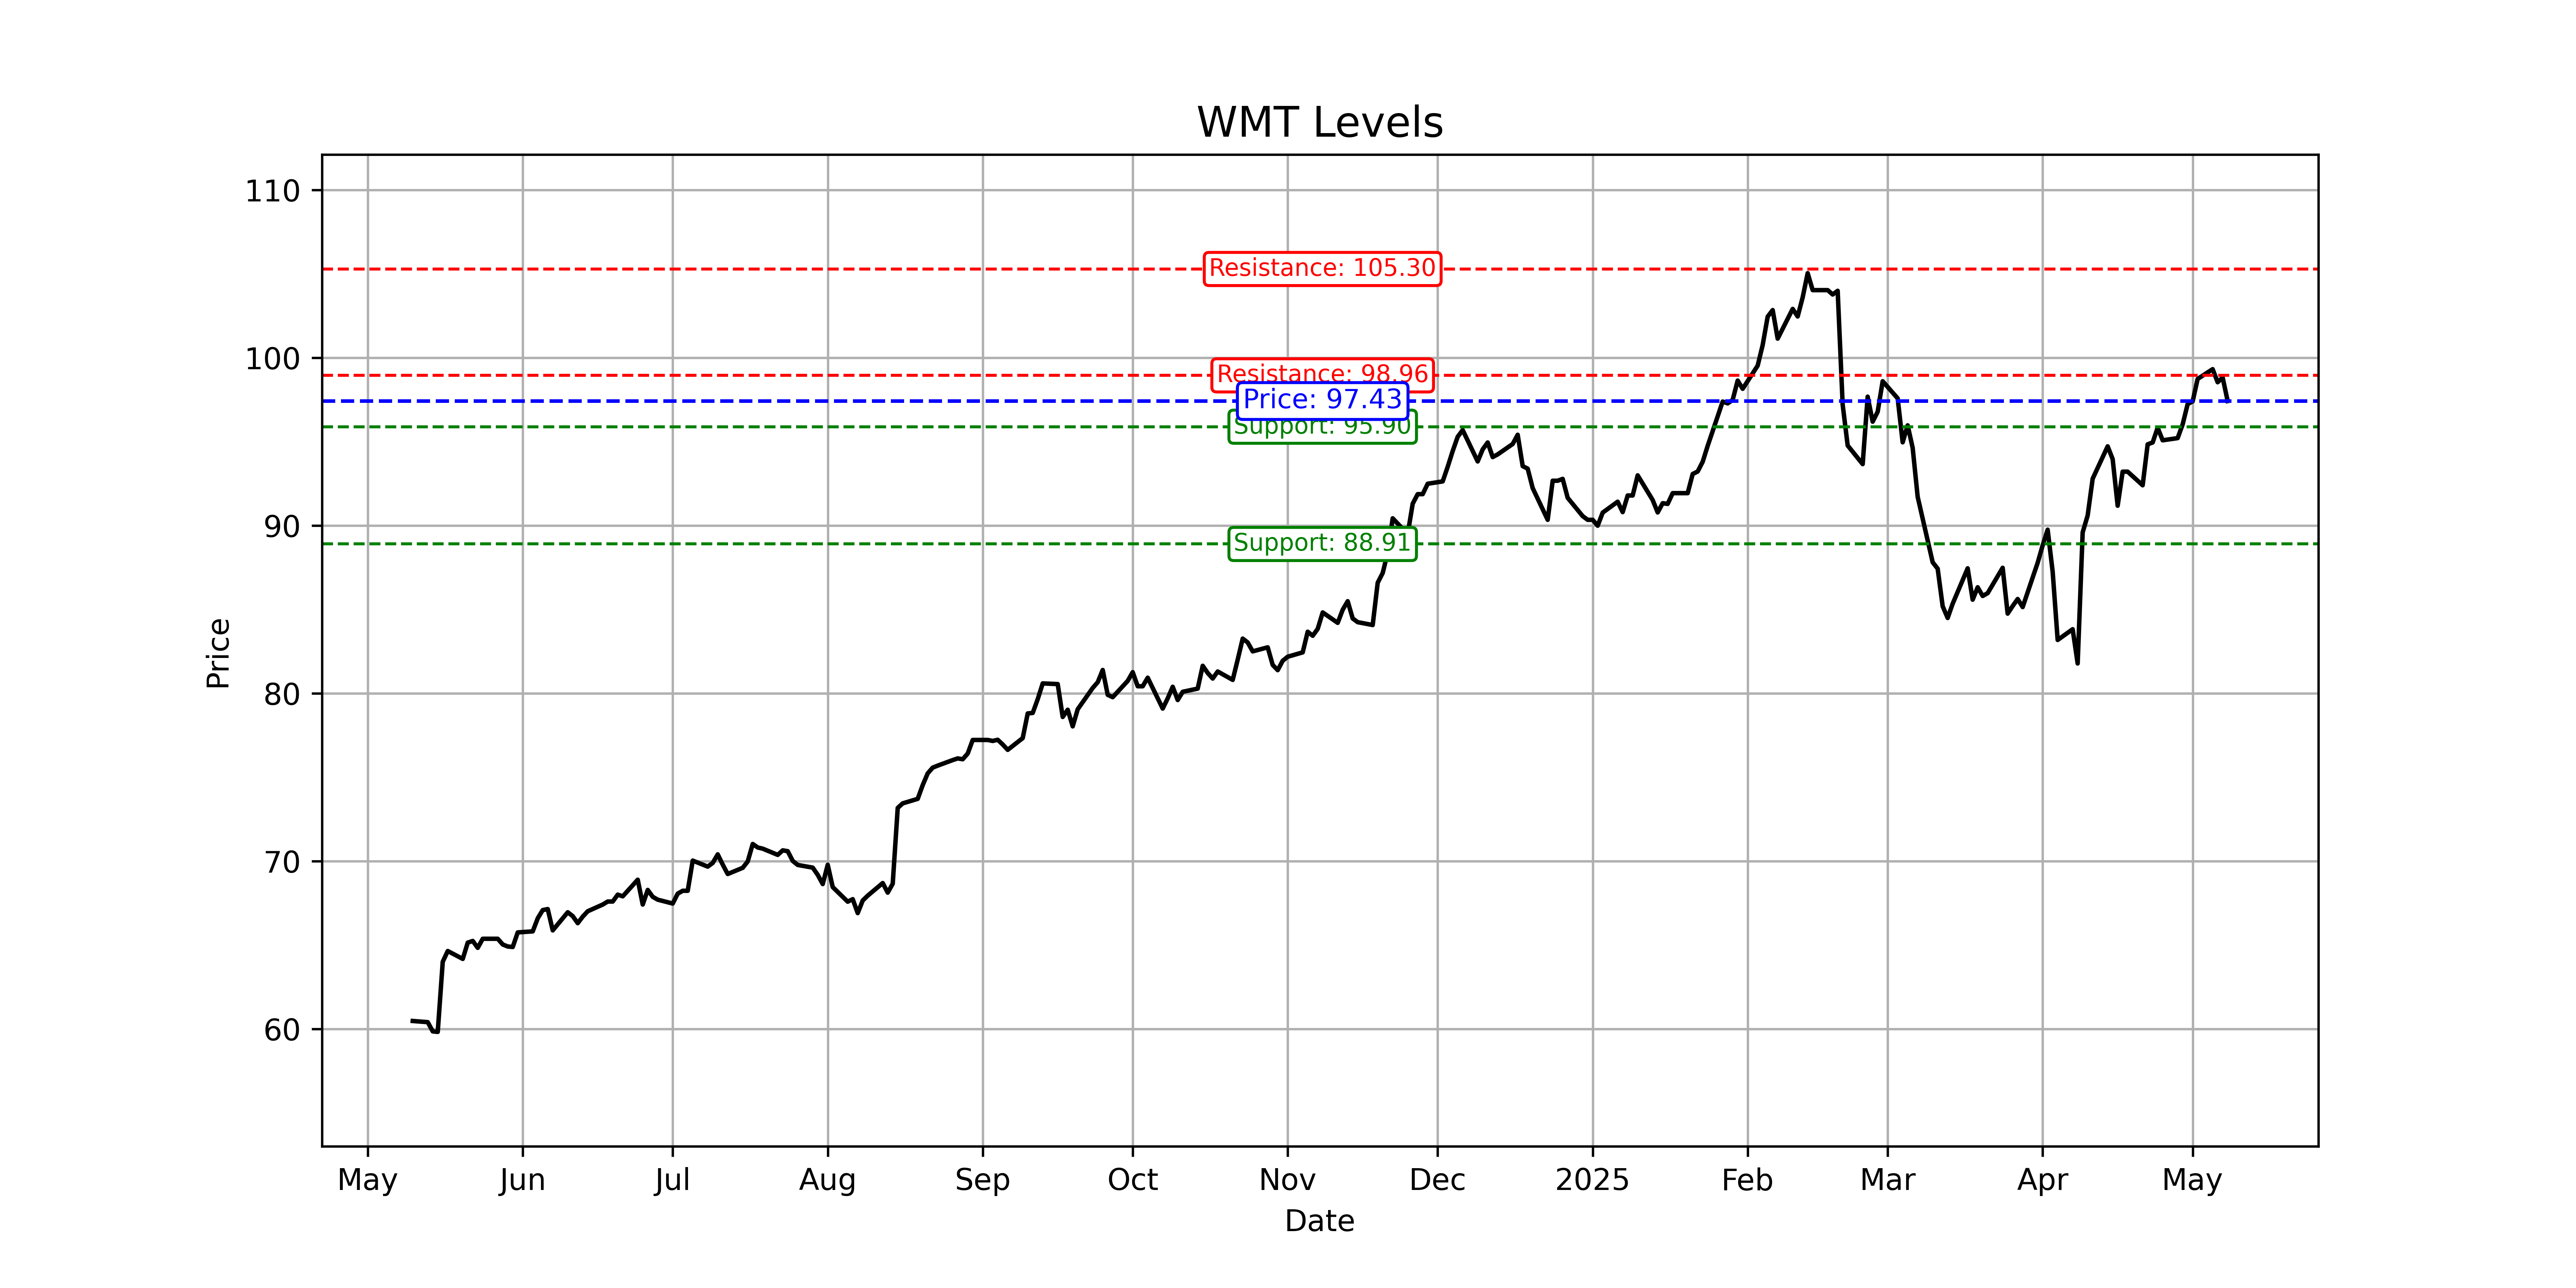 WMT Levels
110
100
90
80
70
60
Price
Resistance: 105.30
Resistance: 98.96
Price: 97.43
Support: 95.90
Support: 88.91
May Jun Jul Aug Sep Oct Nov Dec 2025 Feb Mar Apr May
Date